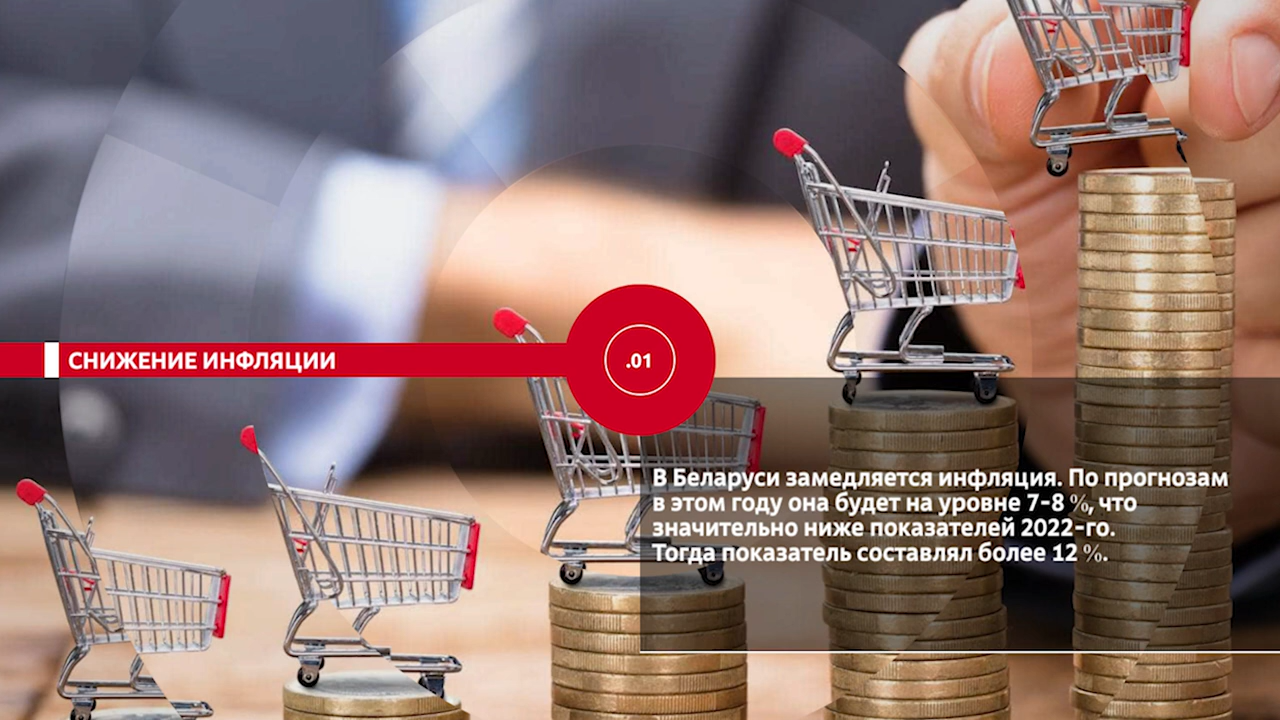 СНИЖЕНИЕ ИНФЛЯЦИИ
.01
В Беларуси замедляется инфляция. По прогнозам
в этом году она будет на уровне 7-8 %, что
значительно ниже показателей 2022-го.
Тогда показатель составлял более 12 %.